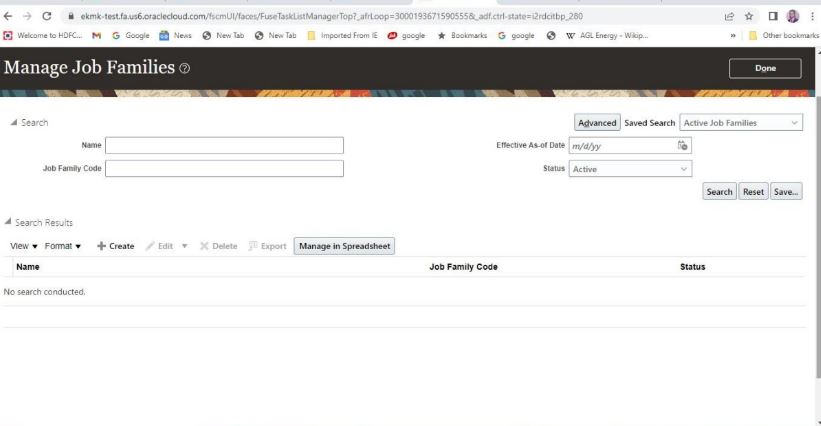 ekmk-test.fa.us6.oraclecloud.com/fscmUI/faces/FuseTaskListManagerTop?_afrLoop=30001936715905555&_adf.ctrl-state=i2rdcitbp_280
Welcome to HDFC... M G Google News New Tab New Tab Imported From IE google Bookmarks G google W AGL Energy - Wikip... » Other bookmarks
Manage Job Families
Done
Search
Advanced Saved Search Active Job Families
Name Effective As-of Date m/d/yy
Job Family Code Status Active
Search Reset Save...
Search Results
View Format Create Edit Delete Export Manage in Spreadsheet
Name Job Family Code Status
No search conducted.